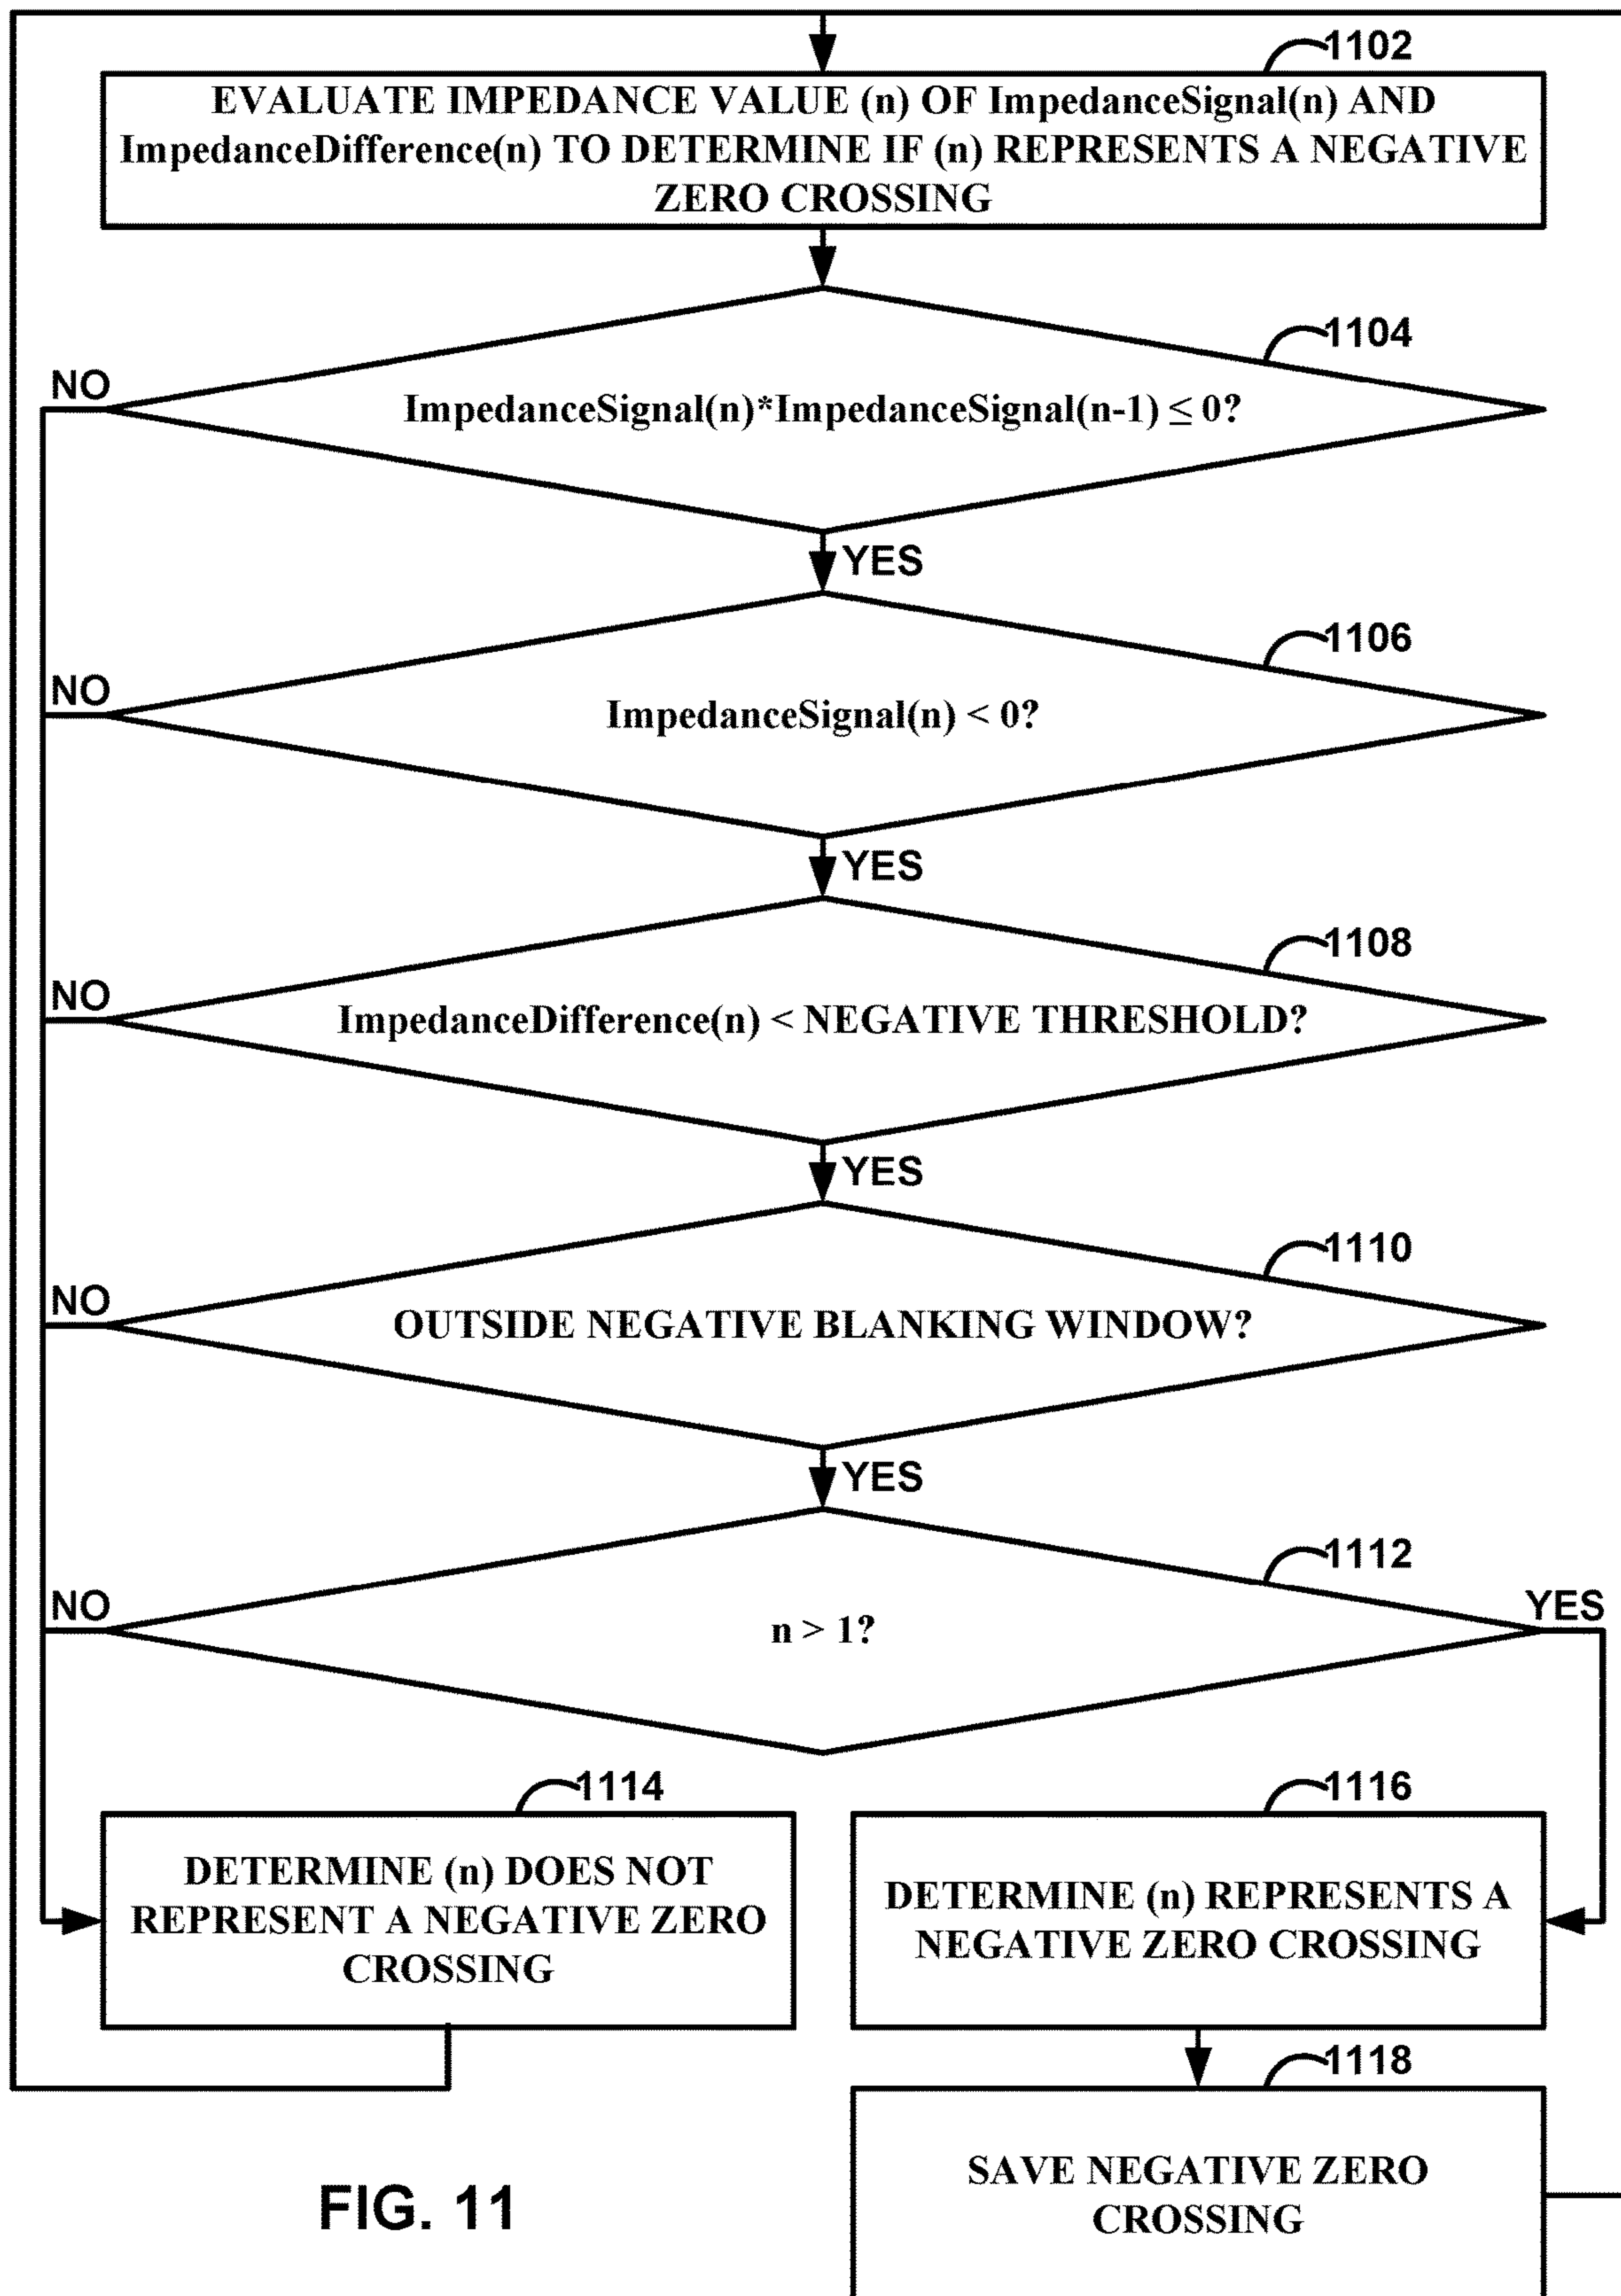 1102
EVALUATE IMPEDANCE VALUE (n) OF ImpedanceSignal(n) AND
ImpedanceDifference(n) TO DETERMINE IF (n) REPRESENTS A NEGATIVE
ZERO CROSSING
1104
NO
ImpedanceSignal(n)*ImpedanceSignal(n-1) ≤ 0?
YES
1106
NO
ImpedanceSignal(n) < 0?
YES
1108
NO
ImpedanceDifference(n) < NEGATIVE THRESHOLD?
YES
1110
NO
OUTSIDE NEGATIVE BLANKING WINDOW?
YES
1112
NO
YES
n > 1?
1114
DETERMINE (n) DOES NOT
REPRESENT A NEGATIVE ZERO
CROSSING
1116
DETERMINE (n) REPRESENTS A
NEGATIVE ZERO CROSSING
1118
SAVE NEGATIVE ZERO
CROSSING
FIG. 11